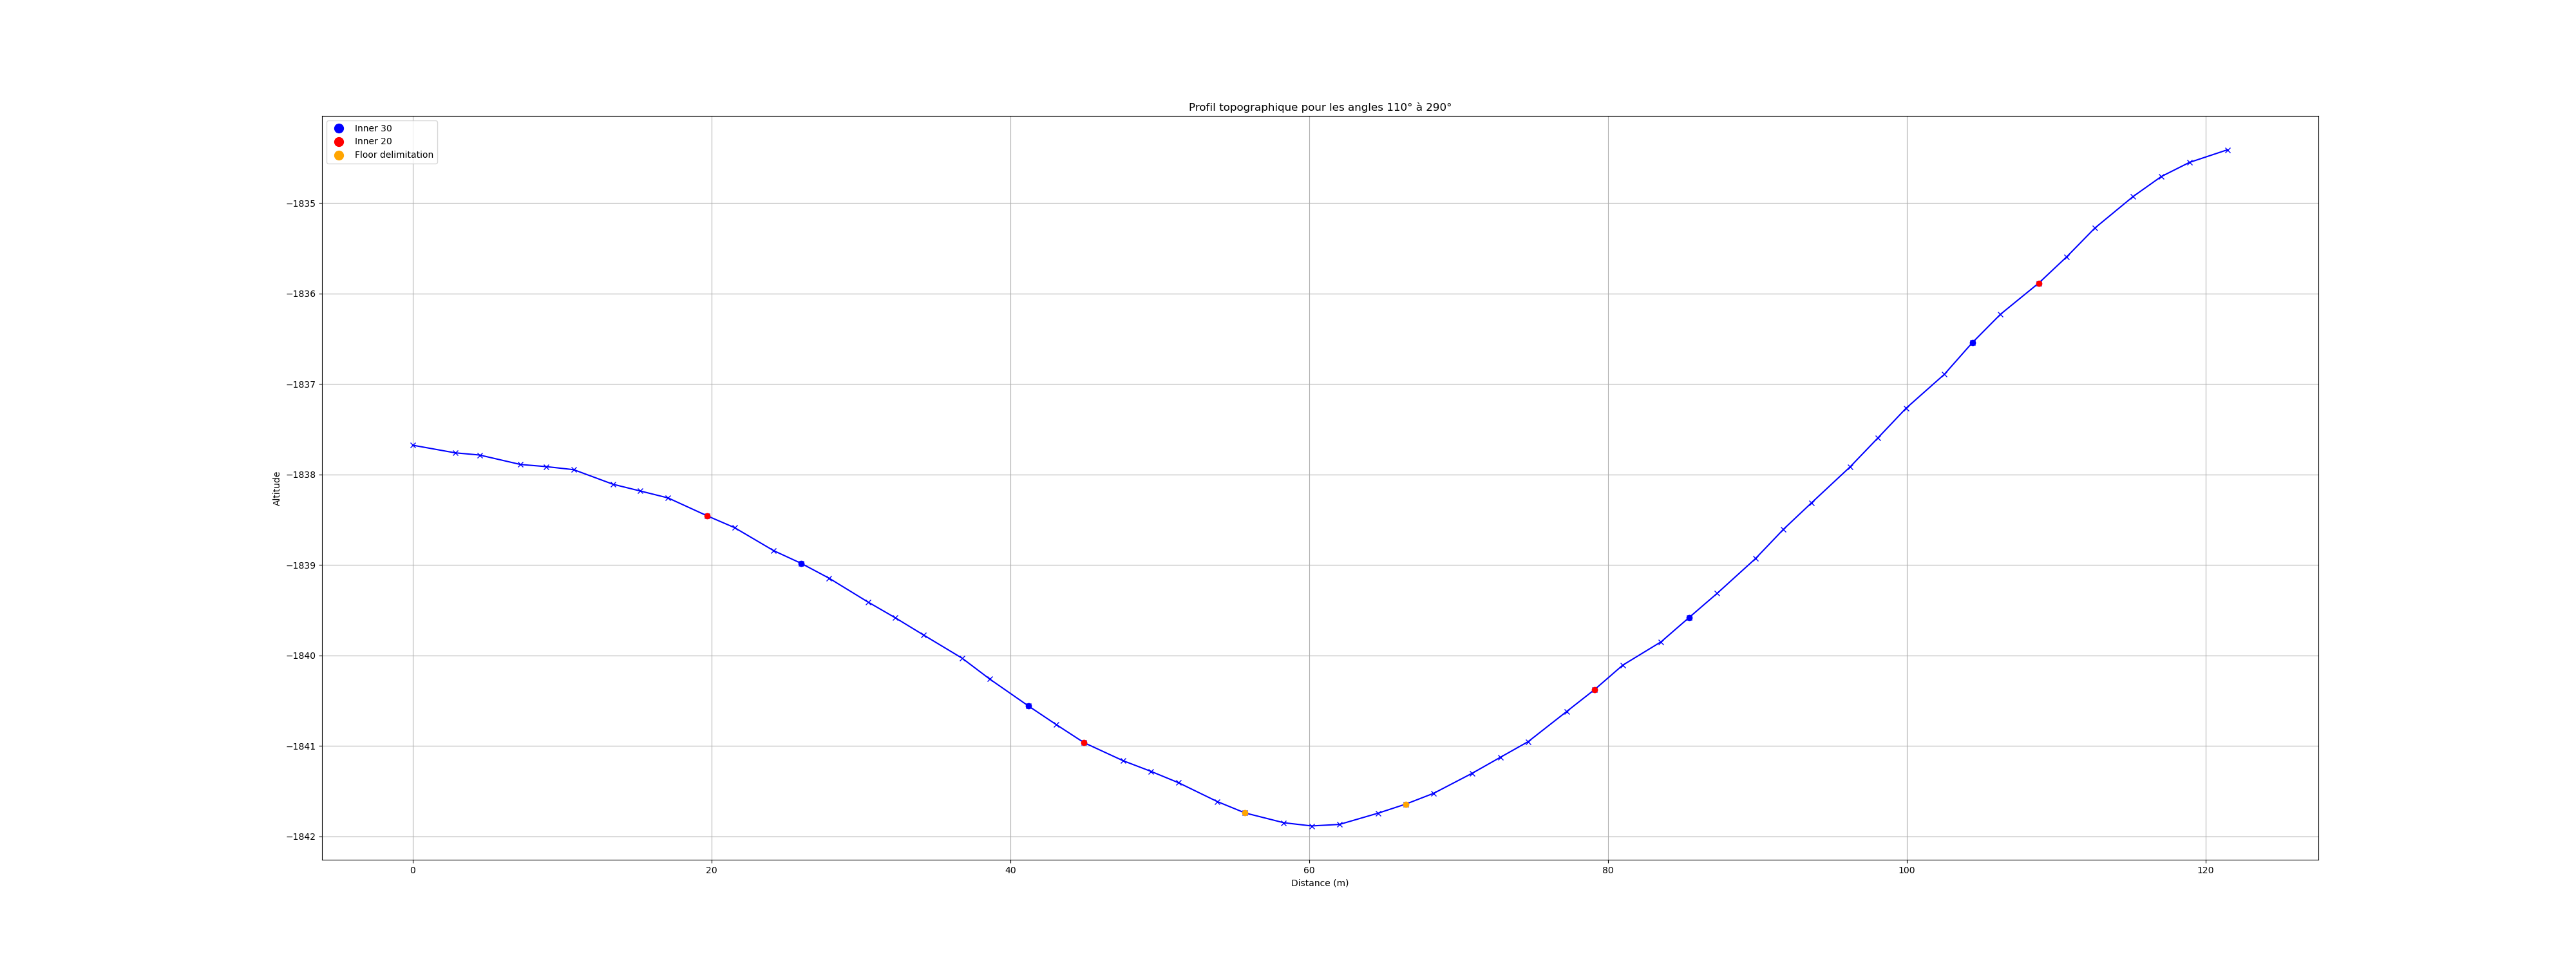 Profil topographique pour les angles 110° à 290°
Inner 30
Inner 20
Floor delimitation
−1835
−1836
−1837
−1838
−1839
−1840
−1841
−1842
Altitude
0 20 40 60 80 100 120
Distance (m)